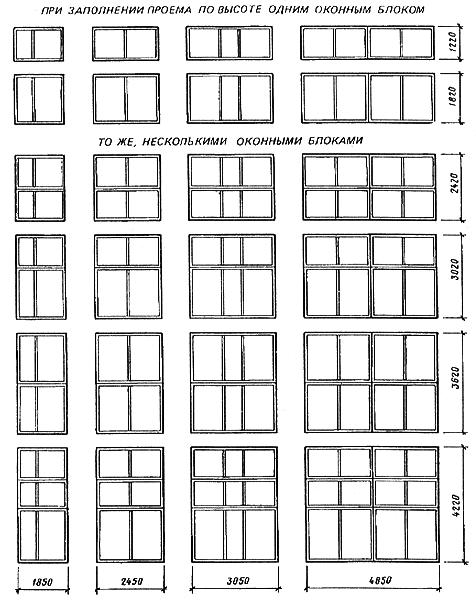 ПРИ ЗАПОЛНЕНИИ ПРОЕМА ПО ВЫСОТЕ ОДНИМ ОКОННЫМ БЛОКОМ
1220
1820
ТО ЖЕ, НЕСКОЛЬКИМИ ОКОННЫМИ БЛОКАМИ
2420
3020
3620
4220
1850 2450 3050 4850